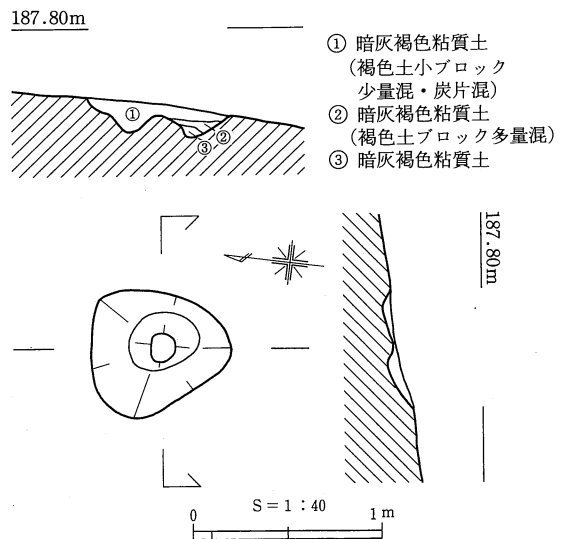 187.80m
① 暗灰褐色粘質土
(褐色土小ブロック
少量混・炭片混)
② 暗灰褐色粘質土
(褐色土ブロック多量混)
③ 暗灰褐色粘質土
①
②
③
187.80m
S=1:40
0 1m